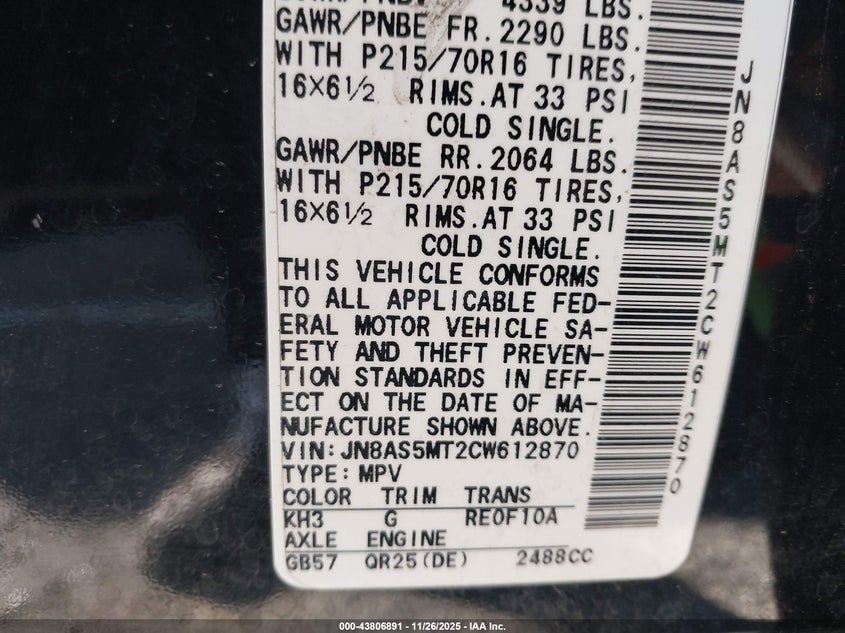 4339 LBS.
GAWR/PNBE FR. 2290 LBS.
WITH P215/70R16 TIRES,
16X6½ RIMS. AT 33 PSI
COLD SINGLE.
GAWR/PNBE RR. 2064 LBS.
WITH P215/70R16 TIRES,
16X6½ RIMS. AT 33 PSI
COLD SINGLE.
THIS VEHICLE CONFORMS
TO ALL APPLICABLE FED-
ERAL MOTOR VEHICLE SA-
FETY AND THEFT PREVEN-
TION STANDARDS IN EFF-
ECT ON THE DATE OF MA-
NUFACTURE SHOWN ABOVE.
VIN: JN8AS5MT2CW612870
TYPE: MPV
COLOR TRIM TRANS
KH3 G RE0F10A
AXLE ENGINE
GB57 QR25(DE) 2488CC
JN8AS5MT2CW612870
000-43806891 - 11/26/2025 - IAA Inc.